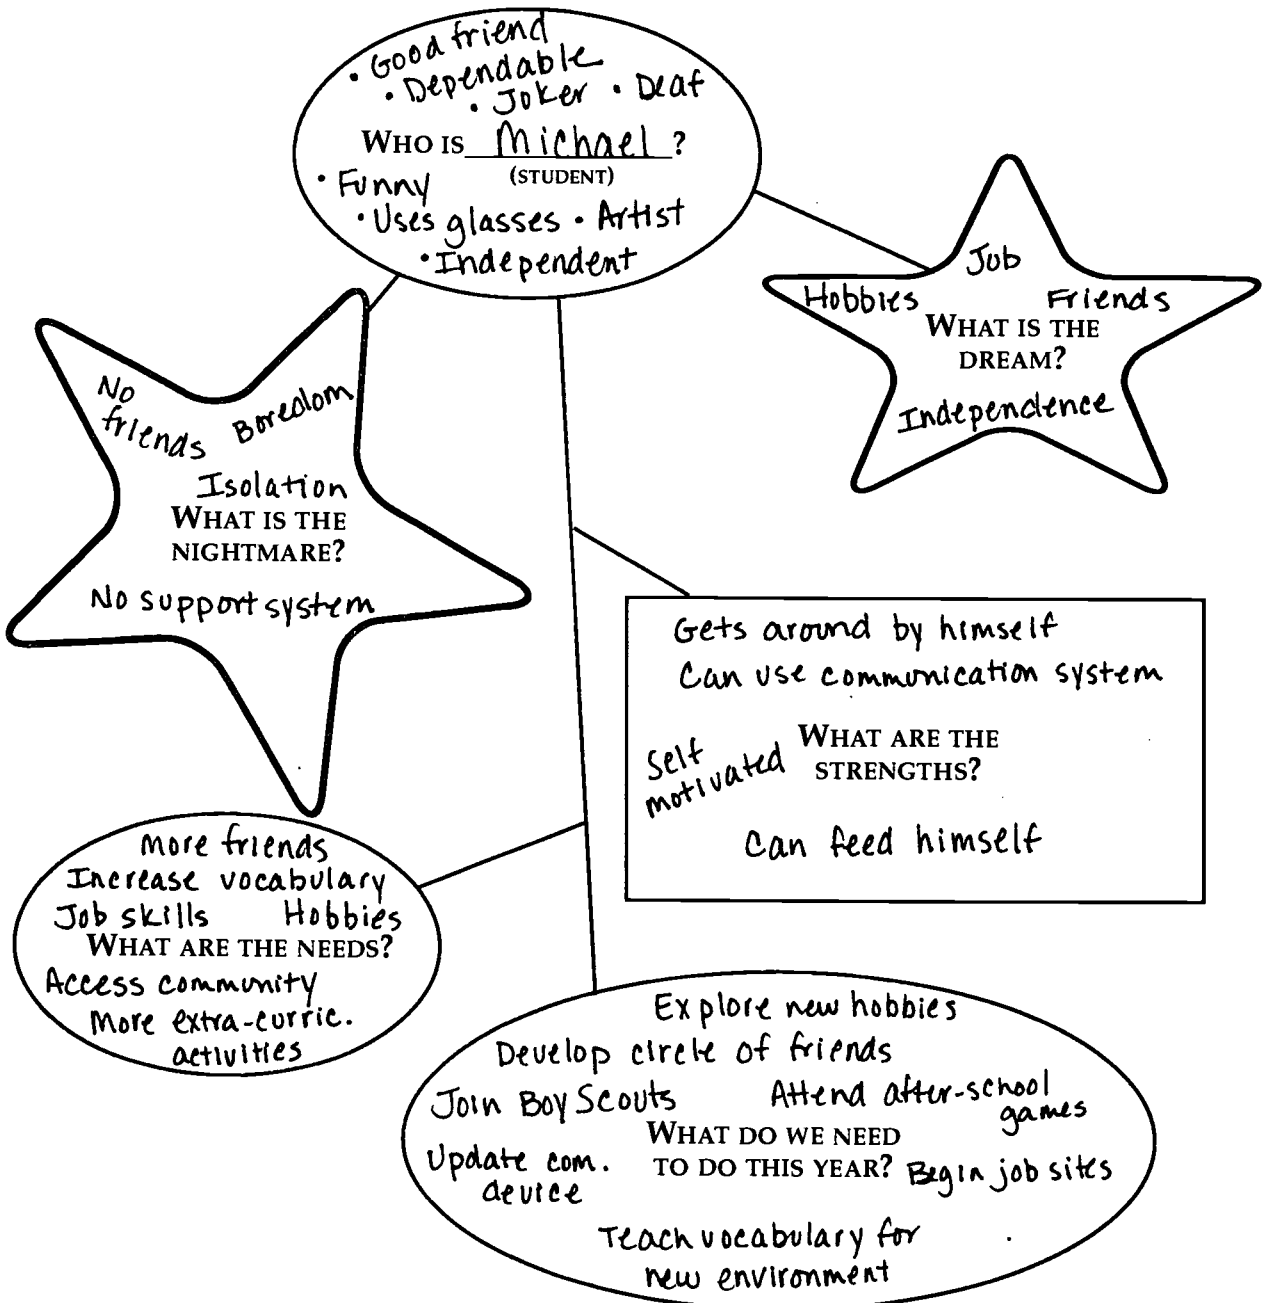 • Good friend
• Dependable
• Joker • Deaf
WHO IS Michael ?
(STUDENT)
• Funny
• Uses glasses • Artist
• Independent
Job
Hobbies Friends
WHAT IS THE
DREAM?
Independence
No
friends
Boredom
Isolation
WHAT IS THE
NIGHTMARE?
No support system
Gets around by himself
Can use communication system
Self
motivated
WHAT ARE THE
STRENGTHS?
Can feed himself
More friends
Increase vocabulary
Job skills Hobbies
WHAT ARE THE NEEDS?
Access community
More extra-curric.
activities
Explore new hobbies
Develop circle of friends
Join Boy Scouts
Attend after-school
games
WHAT DO WE NEED
TO DO THIS YEAR?
Update com.
device
Begin job sites
Teach vocabulary for
new environment